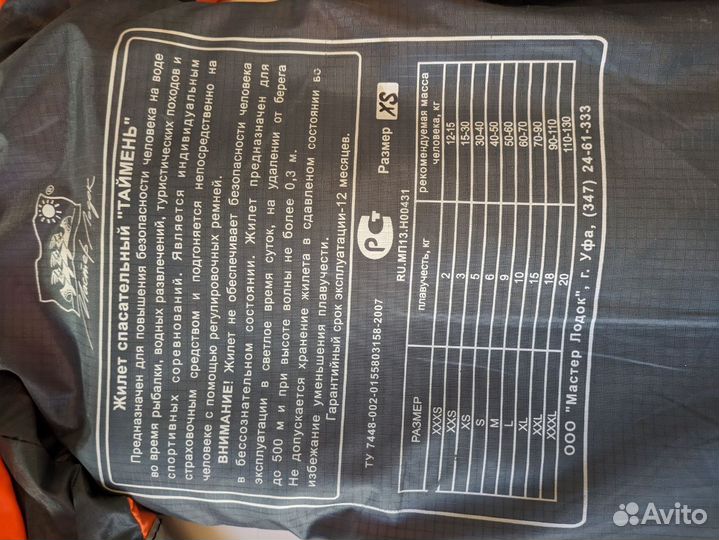 Мастер Лодок
®
Жилет спасательный "ТАЙМЕНЬ"
Предназначен для повышения безопасности человека на воде
во время рыбалки, водных развлечений, туристических походов и
спортивных соревнований. Является индивидуальным
страховочным средством и подгоняется непосредственно на
человеке с помощью регулировочных ремней.
ВНИМАНИЕ! Жилет не обеспечивает безопасности человека
в бессознательном состоянии. Жилет предназначен для
эксплуатации в светлое время суток, на удалении от берега
до 500 м и при высоте волны не более 0,3 м.
Не допускается хранение жилета в сдавленом состоянии во
избежание уменьшения плавучести.
Гарантийный срок эксплуатации-12 месяцев.
ТУ 7448-002-0155803158-2007
РСТ
Размер XS
RU.МП13.Н00431
РАЗМЕР плавучесть, кг рекомендуемая масса человека, кг
XXXS 2 12-15
XXS 3 15-30
XS 5 30-40
S 6 40-50
M 9 50-60
L 10 60-70
XL 15 70-90
XXL 18 90-110
XXXL 20 110-130
ООО "Мастер Лодок", г. Уфа, (347) 24-61-333
Avito